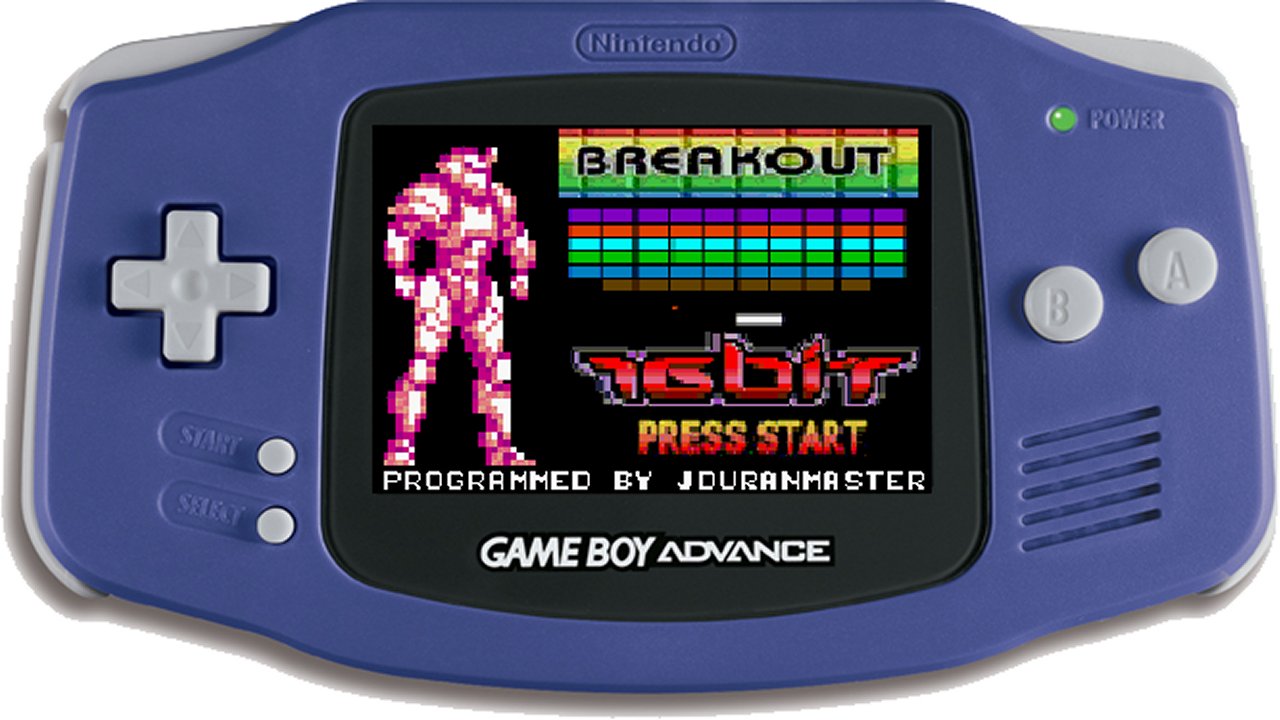 Nintendo
POWER
BREAKOUT
A
B
16bit
START
PRESS START
SELECT
PROGRAMMED BY JDURANMASTER
GAME BOY ADVANCE